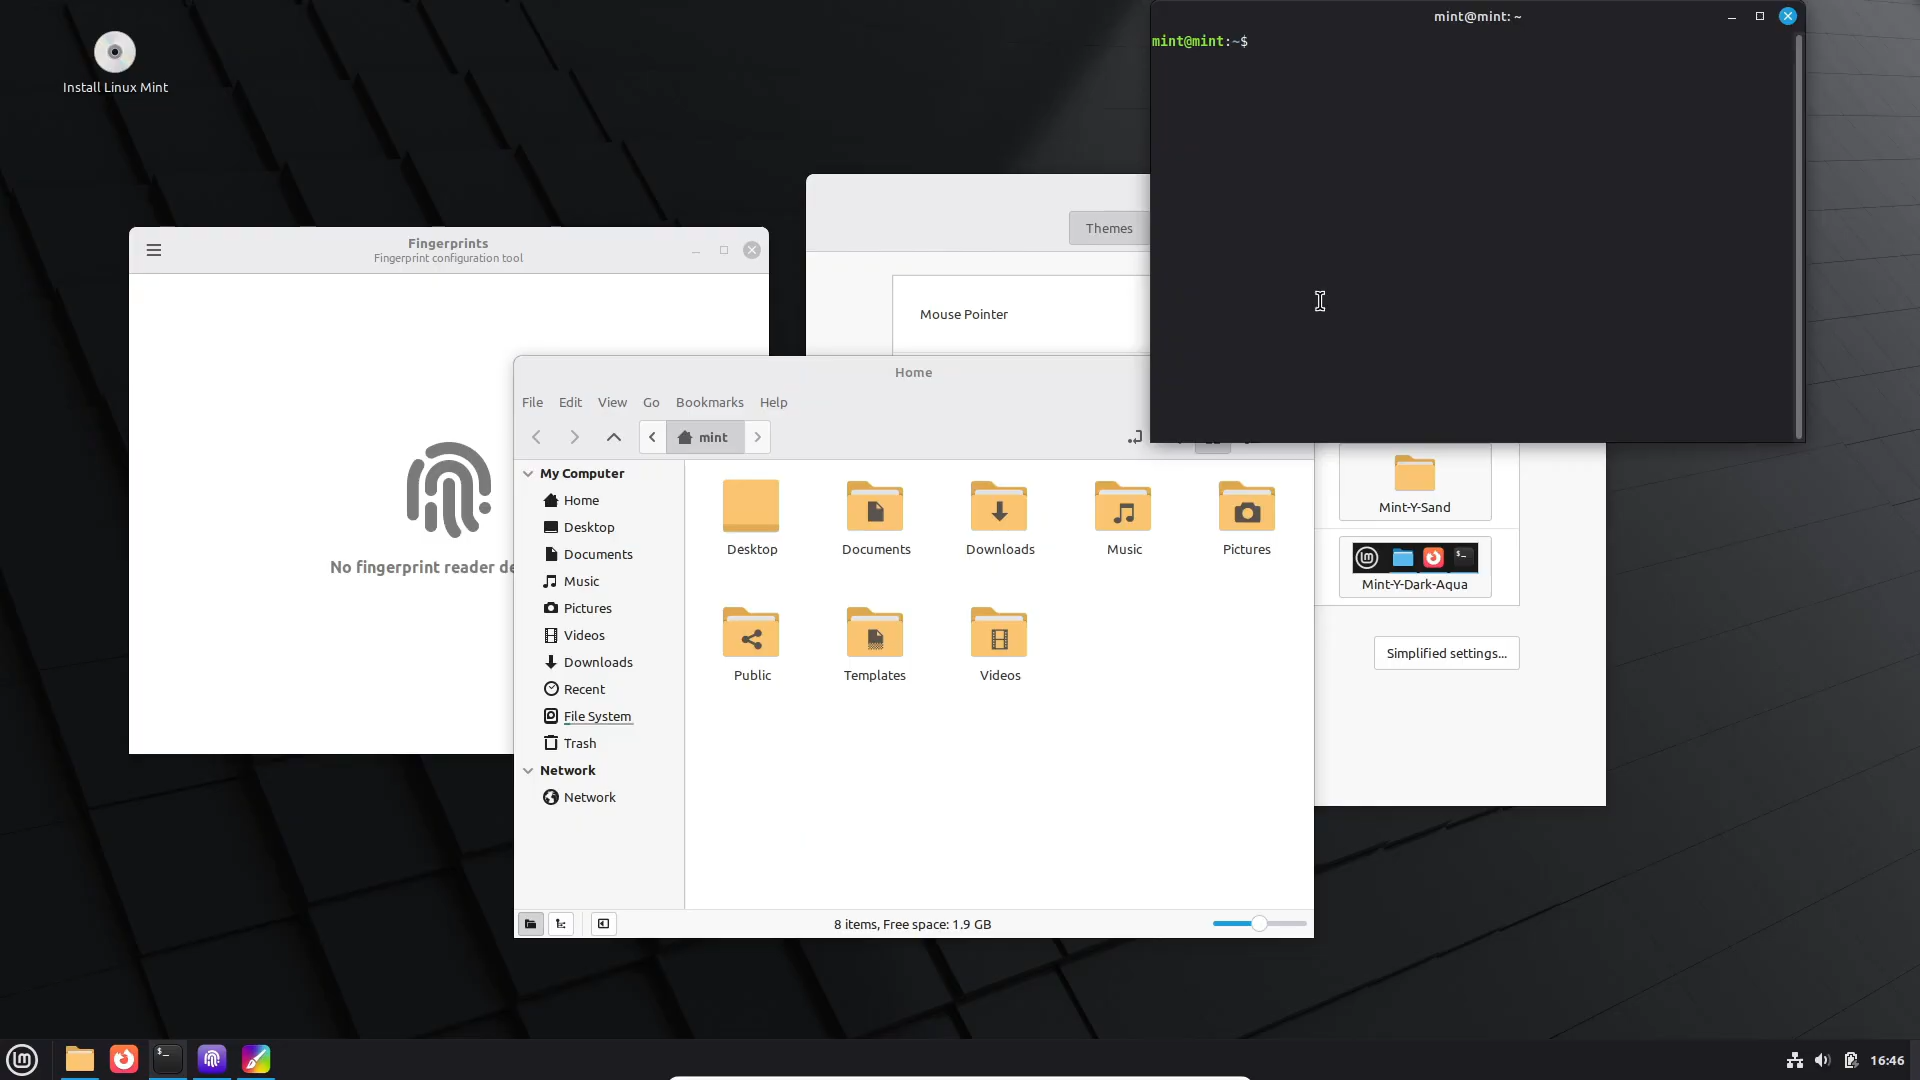 Install Linux Mint
mint@mint: ~
mint@mint:~$
Themes
Mouse Pointer
Fingerprints
Fingerprint configuration tool
No fingerprint reader de
Home
File Edit View Go Bookmarks Help
mint
My Computer
Home
Desktop
Documents
Music
Pictures
Videos
Downloads
Recent
File System
Trash
Network
Network
Desktop Documents Downloads Music Pictures
Public Templates Videos
8 items, Free space: 1.9 GB
Mint-Y-Sand
Mint-Y-Dark-Aqua
Simplified settings...
16:46